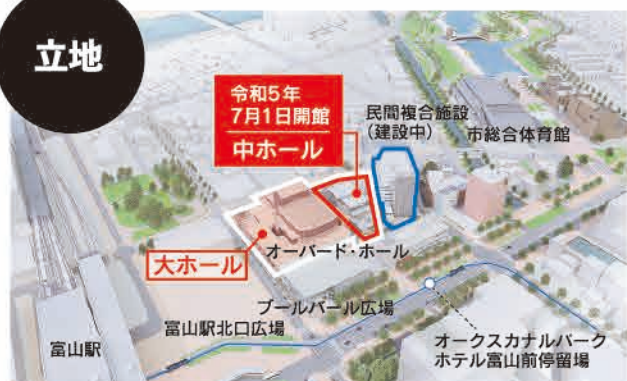 立地
令和5年
7月1日開館
中ホール
民間複合施設
(建設中)
市総合体育館
大ホール
オーバード・ホール
ブールバール広場
富山駅北口広場
富山駅
オークスカナルパーク
ホテル富山前停留場